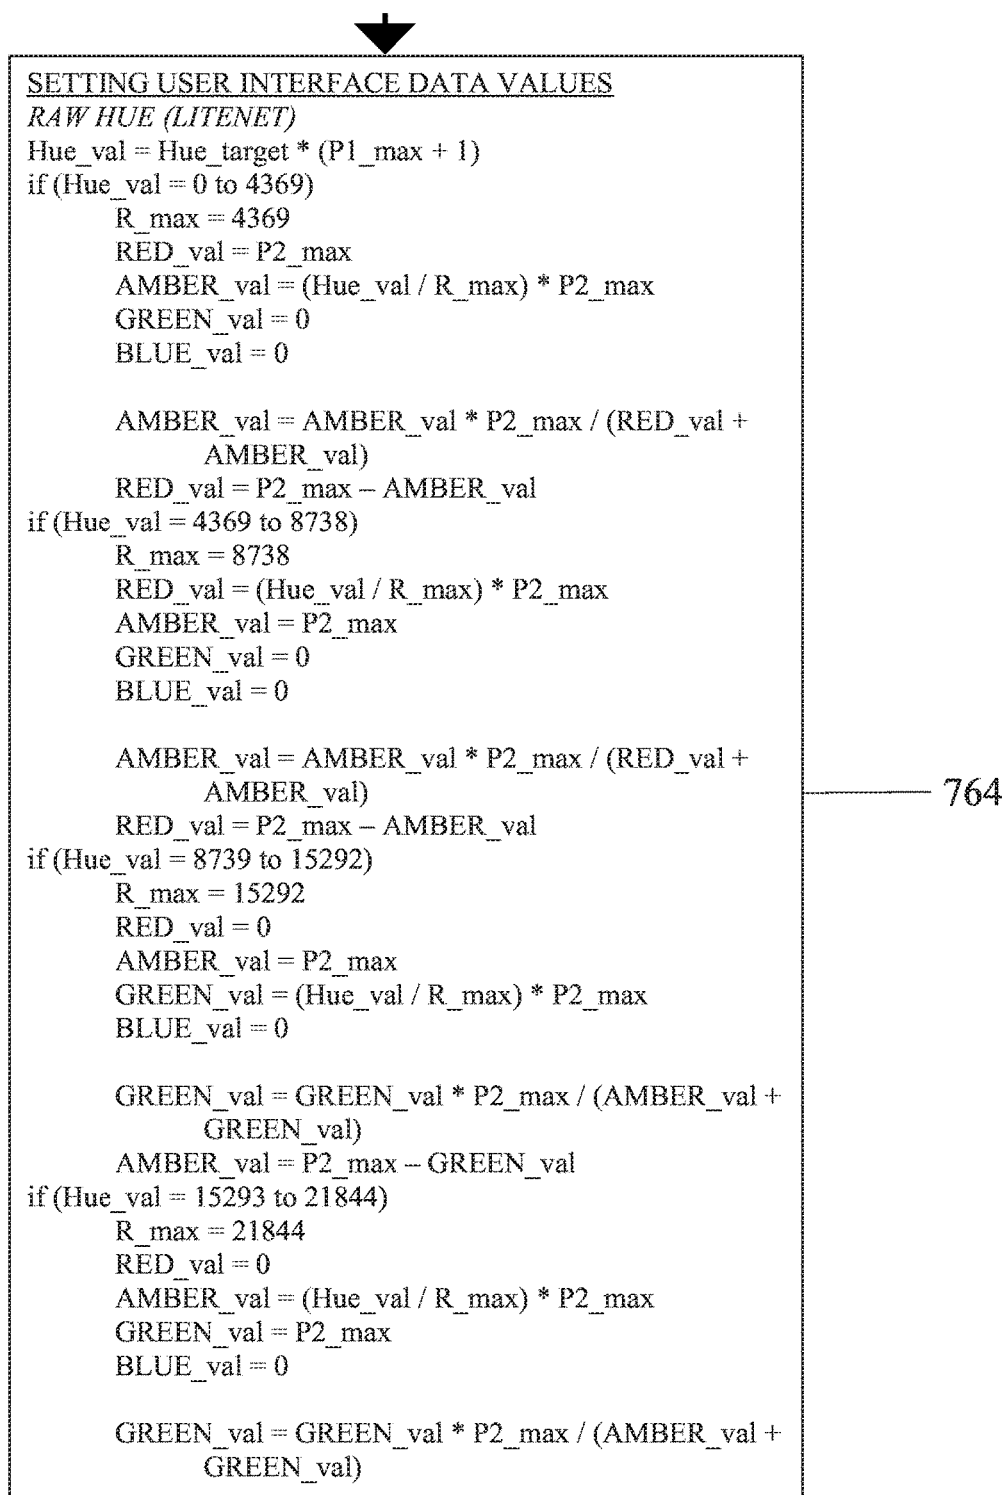 SETTING USER INTERFACE DATA VALUES
RAW HUE (LITENET)
Hue_val = Hue_target * (P1_max + 1)
if (Hue_val = 0 to 4369)
R_max = 4369
RED_val = P2_max
AMBER_val = (Hue_val / R_max) * P2_max
GREEN_val = 0
BLUE_val = 0
AMBER_val = AMBER_val * P2_max / (RED_val +
AMBER_val)
RED_val = P2_max – AMBER_val
if (Hue_val = 4369 to 8738)
R_max = 8738
RED_val = (Hue_val / R_max) * P2_max
AMBER_val = P2_max
GREEN_val = 0
BLUE_val = 0
AMBER_val = AMBER_val * P2_max / (RED_val +
AMBER_val)
RED_val = P2_max – AMBER_val
if (Hue_val = 8739 to 15292)
R_max = 15292
RED_val = 0
AMBER_val = P2_max
GREEN_val = (Hue_val / R_max) * P2_max
BLUE_val = 0
GREEN_val = GREEN_val * P2_max / (AMBER_val +
GREEN_val)
AMBER_val = P2_max – GREEN_val
if (Hue_val = 15293 to 21844)
R_max = 21844
RED_val = 0
AMBER_val = (Hue_val / R_max) * P2_max
GREEN_val = P2_max
BLUE_val = 0
GREEN_val = GREEN_val * P2_max / (AMBER_val +
GREEN_val)
764